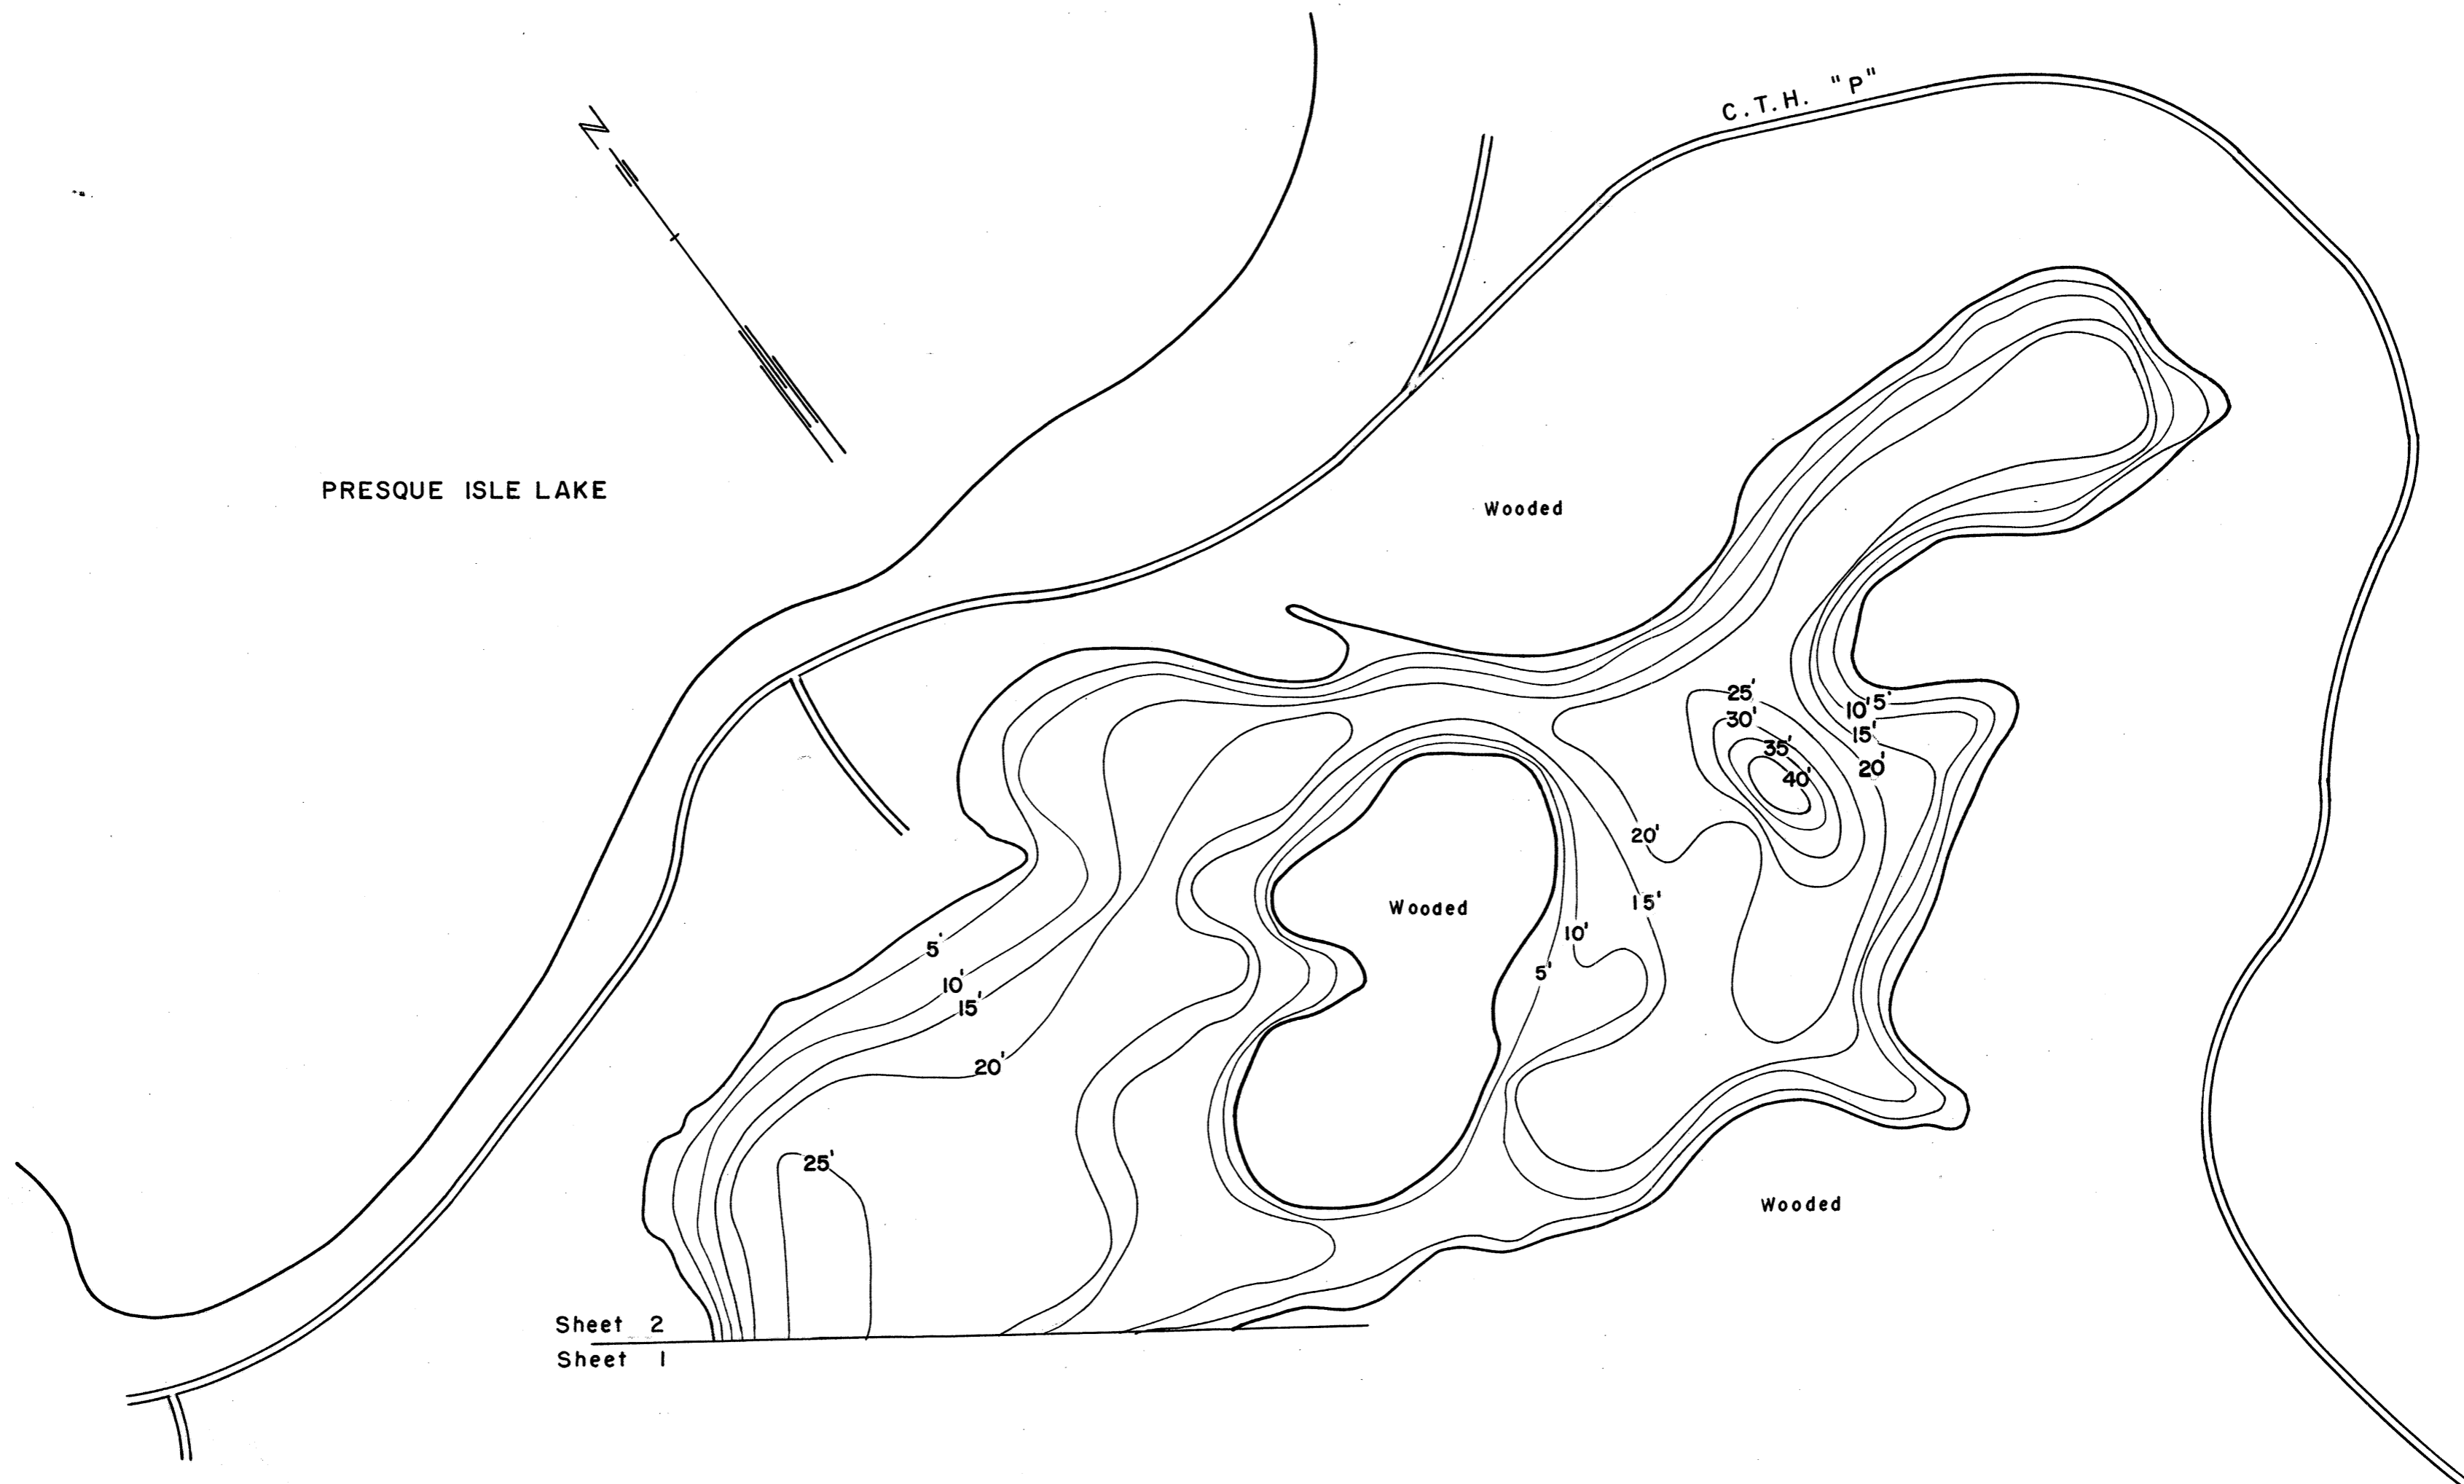 C.T.H. "P"
N
PRESQUE ISLE LAKE
Wooded
25'
30'
35'
40'
10' 5'
15'
20'
20'
15'
10'
5'
Wooded
5'
10'
15'
20'
25'
Wooded
Sheet 2
Sheet 1